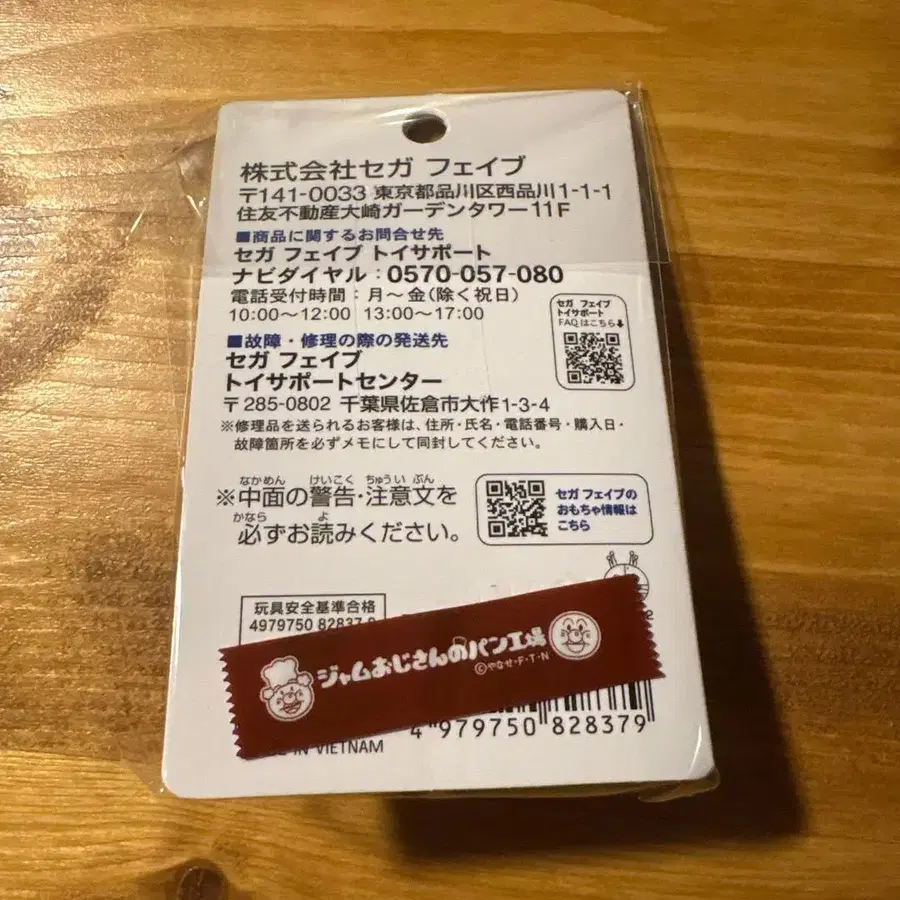 株式会社セガ フェイブ
〒141-0033 東京都品川区西品川1-1-1
住友不動産大崎ガーデンタワー11F
■商品に関するお問合せ先
セガ フェイブ トイサポート
ナビダイヤル：0570-057-080
電話受付時間：月～金(除く祝日)
10:00～12:00 13:00～17:00
セガ フェイブ
トイサポート
FAQはこちら⬇
■故障・修理の際の発送先
セガ フェイブ
トイサポートセンター
〒285-0802 千葉県佐倉市大作1-3-4
※修理品を送られるお客様は、住所・氏名・電話番号・購入日・
故障箇所を必ずメモにして同封してください。
なかめん けいこく ちゅうい ぶん
※中面の警告・注意文を
かなら よ
必ずお読みください。
セガ フェイブの
おもちゃ情報は
こちら
玩具安全基準合格
4979750 82837 9
ジャムおじさんのパン工場
©やなせ・F・T・N
4 979750 828379
IN VIETNAM